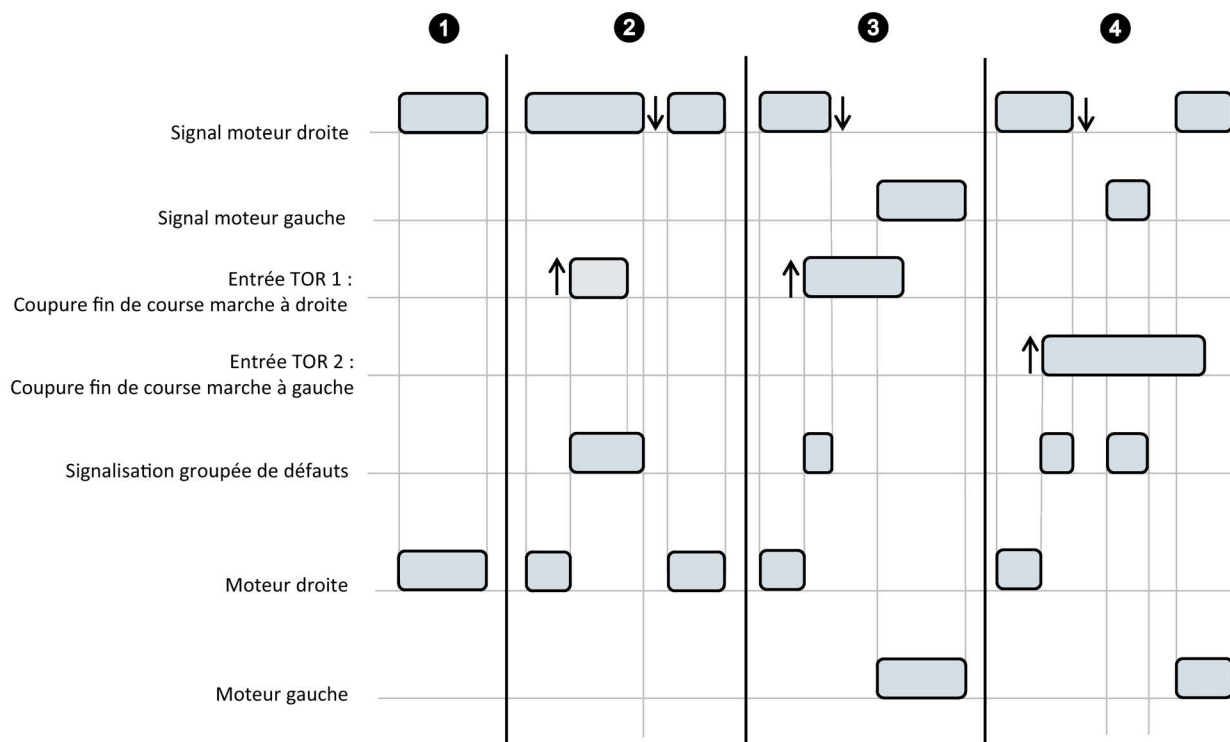 1 2 3 4
Signal moteur droite
Signal moteur gauche
Entrée TOR 1 :
Coupure fin de course marche à droite
Entrée TOR 2 :
Coupure fin de course marche à gauche
Signalisation groupée de défauts
Moteur droite
Moteur gauche